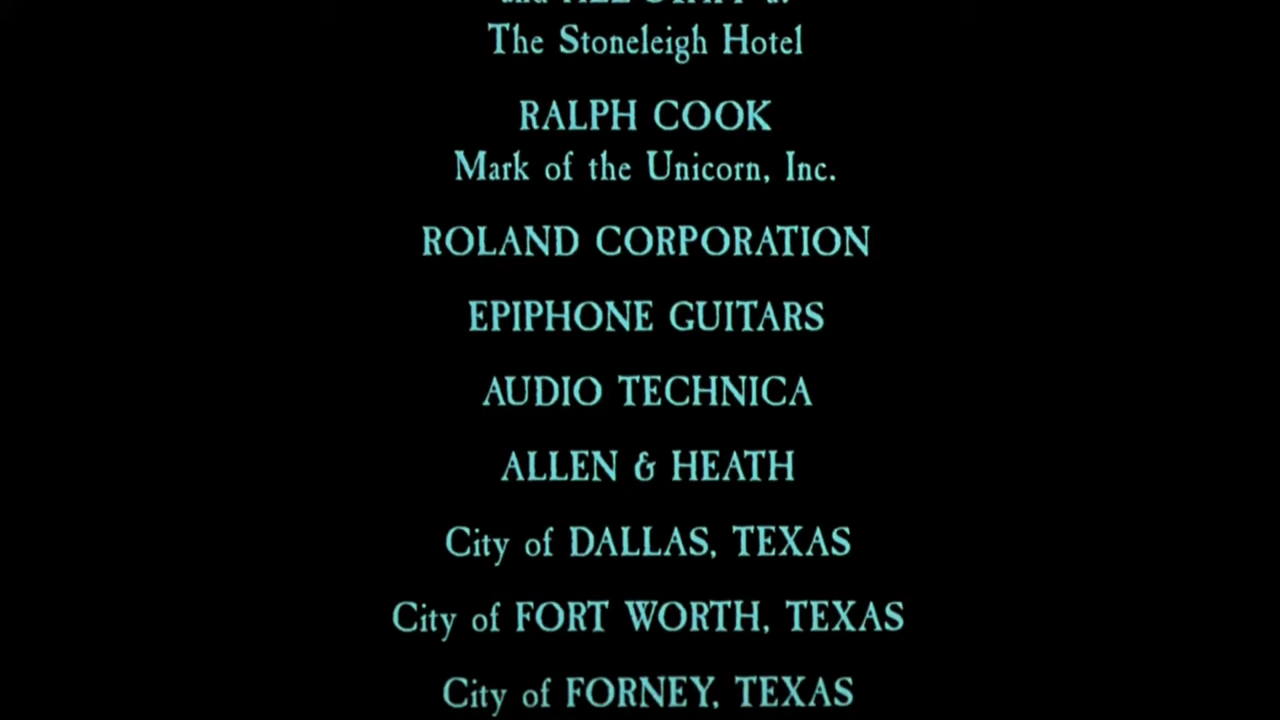 The Stoneleigh Hotel
RALPH COOK
Mark of the Unicorn, Inc.
ROLAND CORPORATION
EPIPHONE GUITARS
AUDIO TECHNICA
ALLEN & HEATH
City of DALLAS, TEXAS
City of FORT WORTH, TEXAS
City of FORNEY, TEXAS